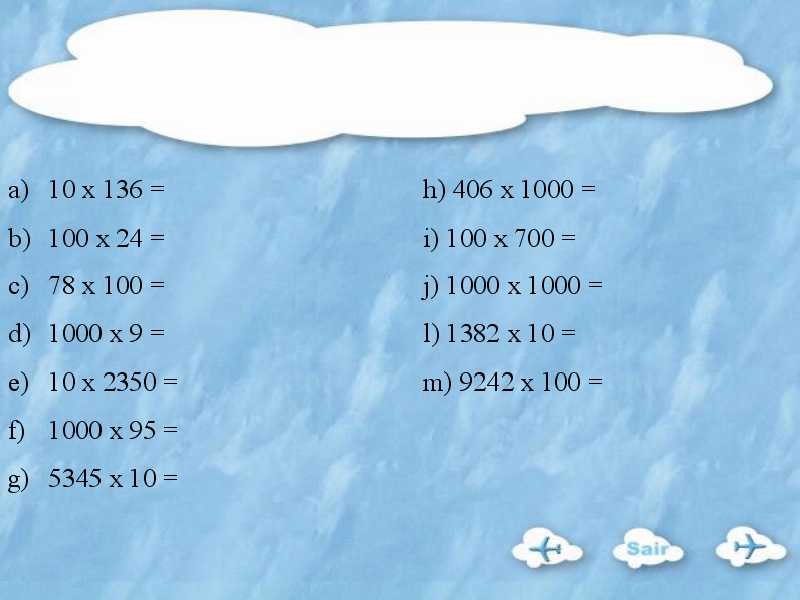 a) 10 x 136 =
b) 100 x 24 =
c) 78 x 100 =
d) 1000 x 9 =
e) 10 x 2350 =
f) 1000 x 95 =
g) 5345 x 10 =
h) 406 x 1000 =
i) 100 x 700 =
j) 1000 x 1000 =
l) 1382 x 10 =
m) 9242 x 100 =
Sair